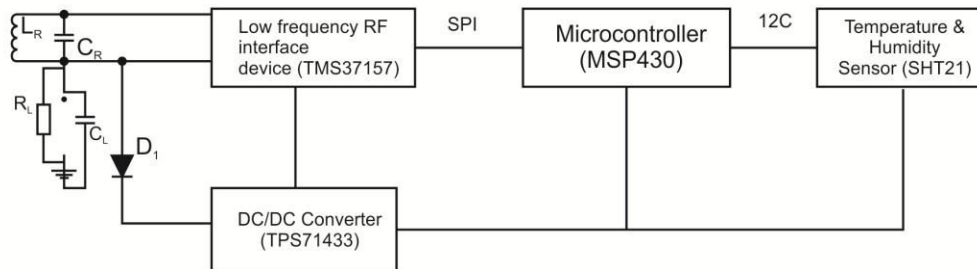 L_R
C_R
R_L
C_L
D_1
Low frequency RF
interface
device (TMS37157)
SPI
Microcontroller
(MSP430)
12C
Temperature &
Humidity
Sensor (SHT21)
DC/DC Converter
(TPS71433)